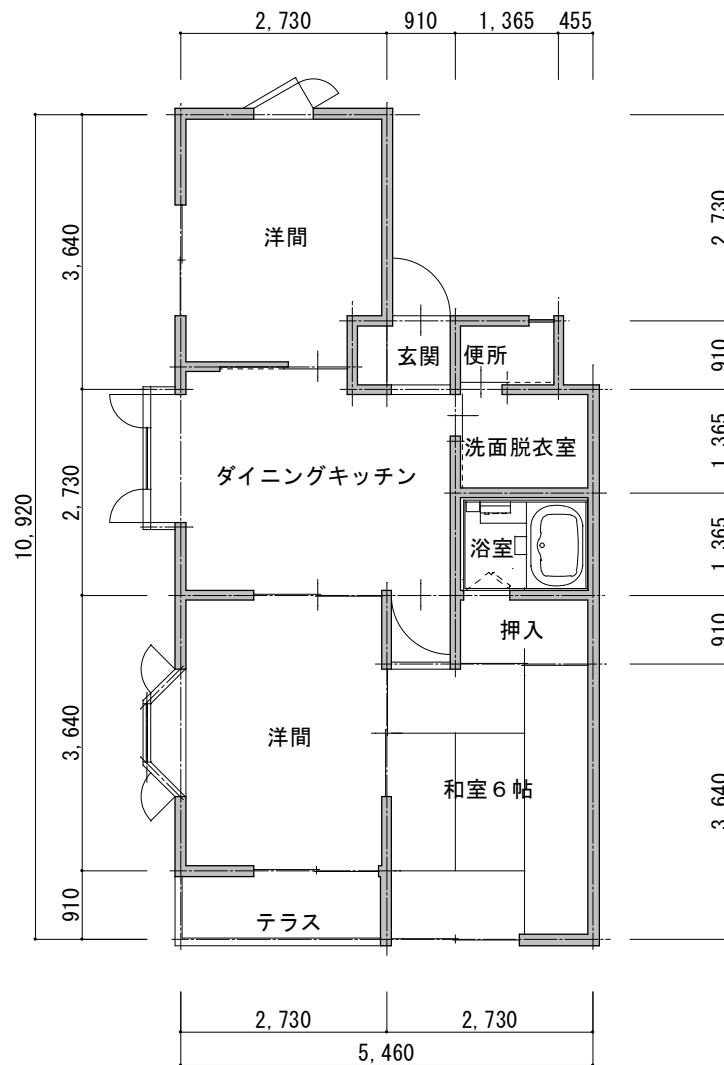 2,730 910 1,365 455
洋間
3,640
2,730
玄関
便所
910
洗面脱衣室
1,365
ダイニングキッチン
2,730
10,920
浴室
1,365
押入
910
洋間
3,640
和室6帖
3,640
テラス
910
2,730 2,730
5,460